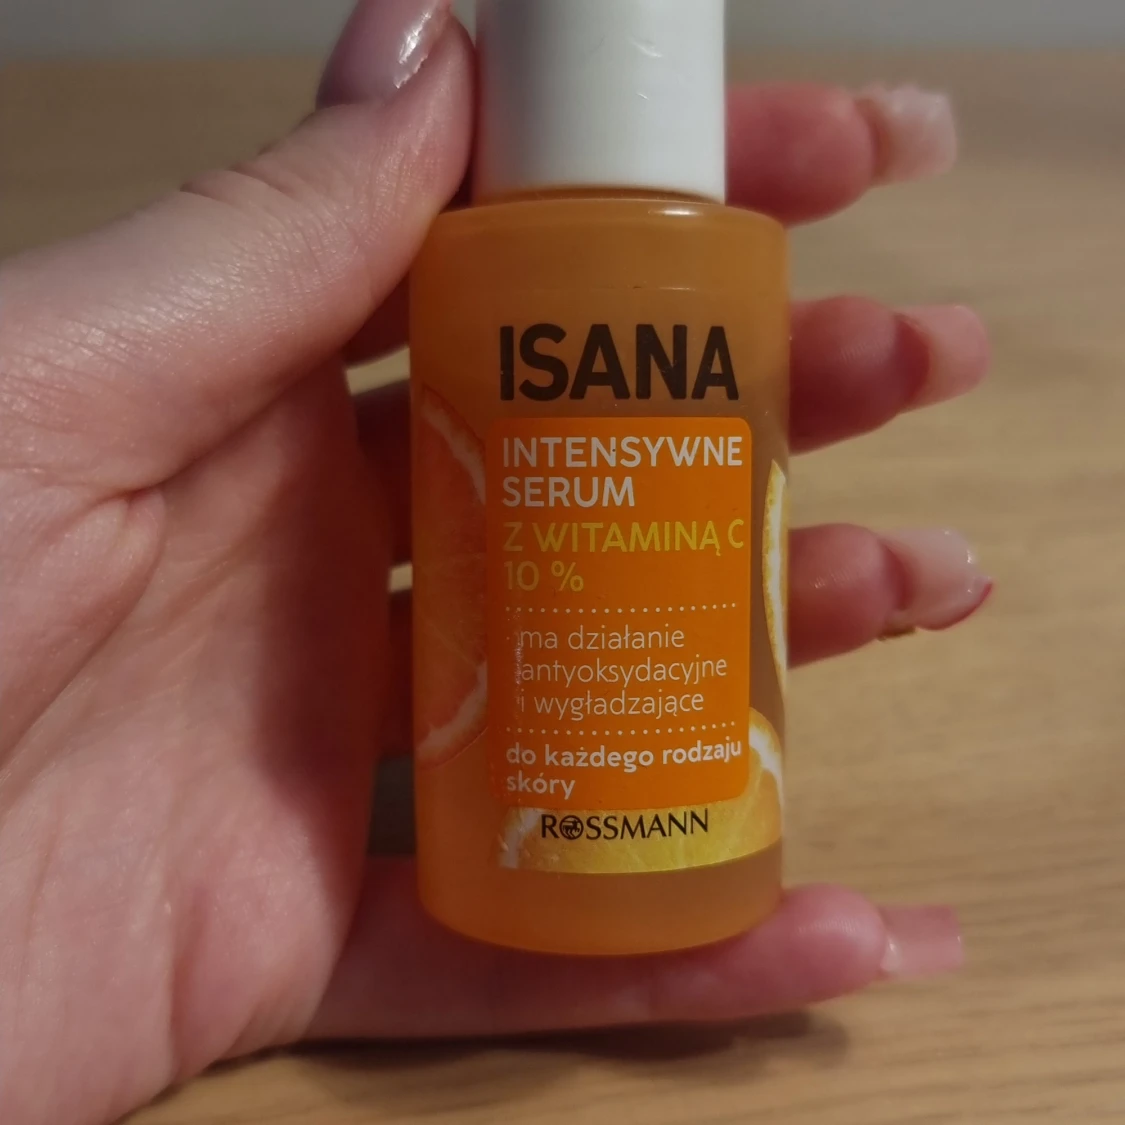 ISANA
INTENSYWNE
SERUM
Z WITAMINĄ C
10 %
ma działanie
antyoksydacyjne
i wygładzające
do każdego rodzaju
skóry
ROSSMANN